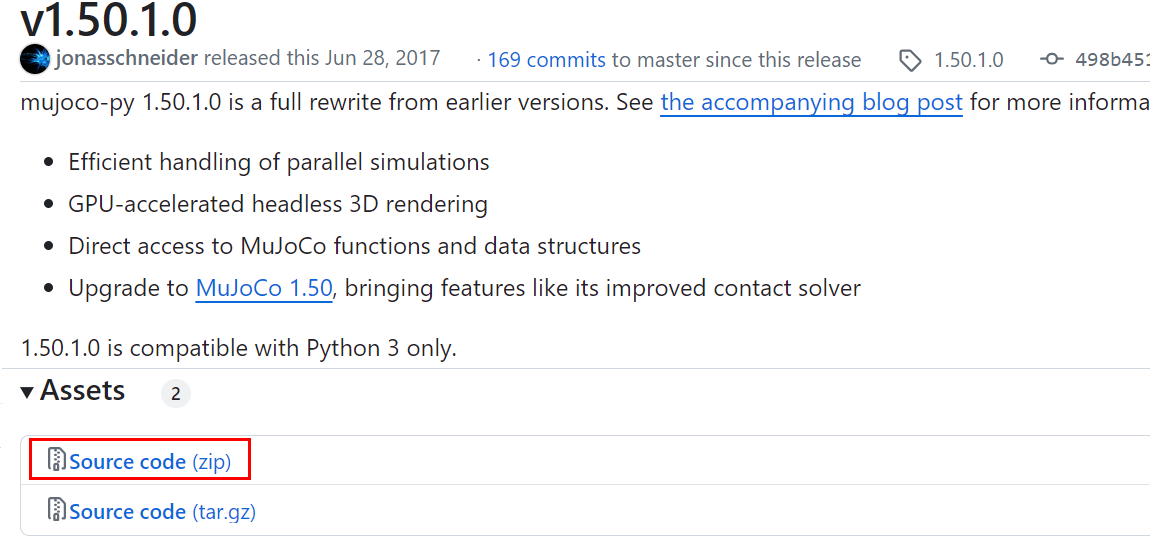 v1.50.1.0
jonasschneider released this Jun 28, 2017 · 169 commits to master since this release 1.50.1.0 498b451
mujoco-py 1.50.1.0 is a full rewrite from earlier versions. See the accompanying blog post for more informa
• Efficient handling of parallel simulations
• GPU-accelerated headless 3D rendering
• Direct access to MuJoCo functions and data structures
• Upgrade to MuJoCo 1.50, bringing features like its improved contact solver
1.50.1.0 is compatible with Python 3 only.
Assets 2
Source code (zip)
Source code (tar.gz)